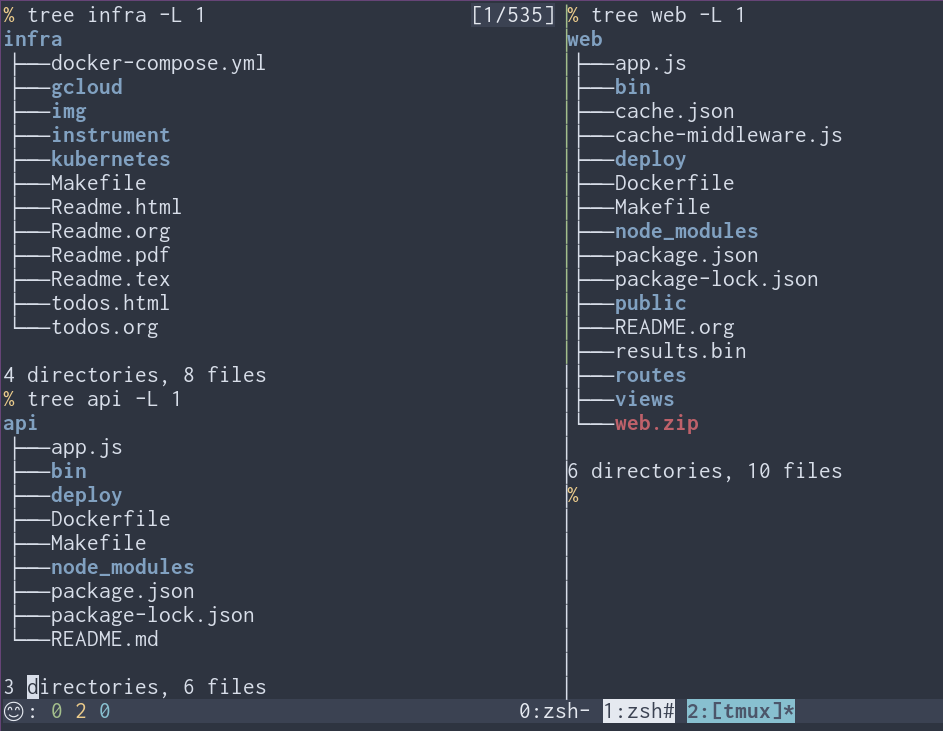 % tree infra -L 1 [1/535]
infra
├──docker-compose.yml
├──gcloud
├──img
├──instrument
├──kubernetes
├──Makefile
├──Readme.html
├──Readme.org
├──Readme.pdf
├──Readme.tex
├──todos.html
└──todos.org
4 directories, 8 files
% tree api -L 1
api
├──app.js
├──bin
├──deploy
├──Dockerfile
├──Makefile
├──node_modules
├──package.json
├──package-lock.json
└──README.md
3 directories, 6 files
% tree web -L 1
web
├──app.js
├──bin
├──cache.json
├──cache-middleware.js
├──deploy
├──Dockerfile
├──Makefile
├──node_modules
├──package.json
├──package-lock.json
├──public
├──README.org
├──results.bin
├──routes
├──views
└──web.zip
6 directories, 10 files
%
😊: 0 2 0 0:zsh- 1:zsh# 2:[tmux]*